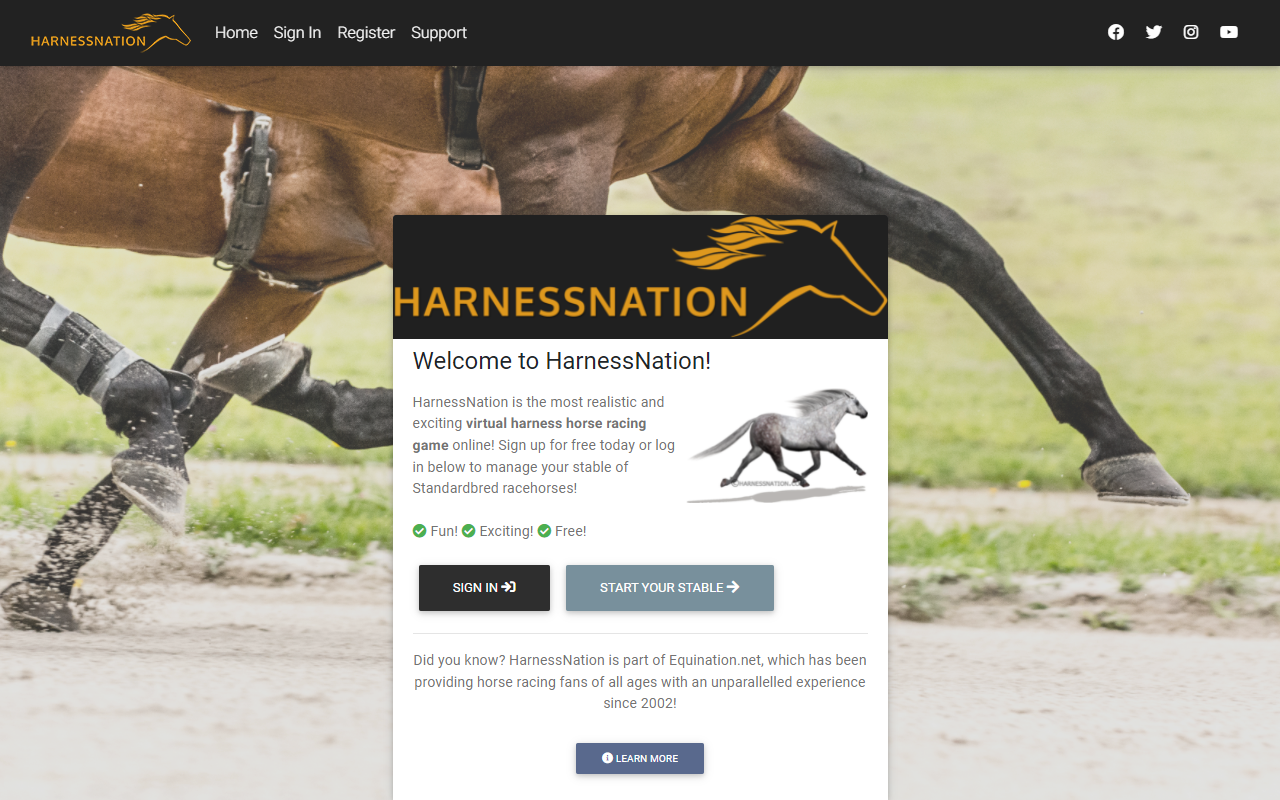 HARNESSNATION
Home Sign In Register Support
HARNESSNATION
Welcome to HarnessNation!
HarnessNation is the most realistic and
exciting virtual harness horse racing
game online! Sign up for free today or log
in below to manage your stable of
Standardbred racehorses!
©HARNESSNATION.CO
Fun! Exciting! Free!
SIGN IN
START YOUR STABLE
Did you know? HarnessNation is part of Equination.net, which has been
providing horse racing fans of all ages with an unparallelled experience
since 2002!
LEARN MORE